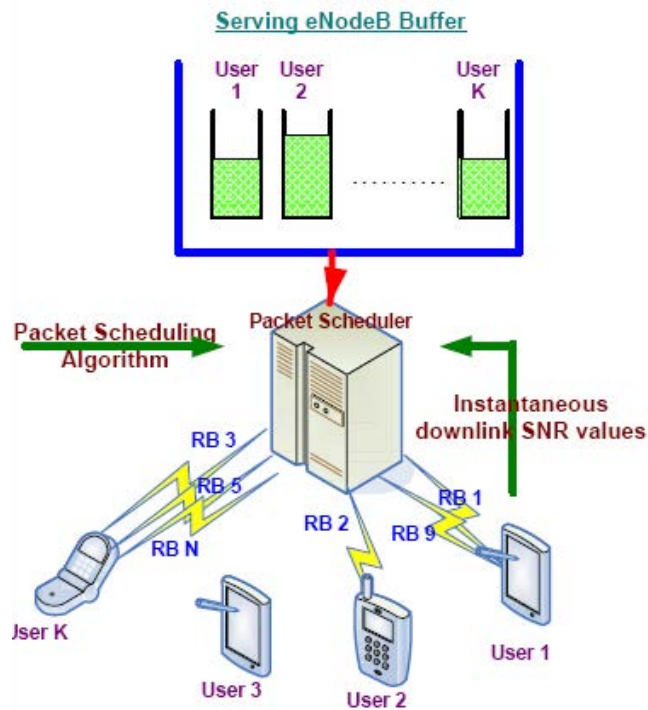 Serving eNodeB Buffer
User
1
User
2
User
K
Packet Scheduler
Packet Scheduling
Algorithm
Instantaneous
downlink SNR values
RB 3
RB 5
RB N
RB 2
RB 1
RB 9
User K
User 3
User 2
User 1